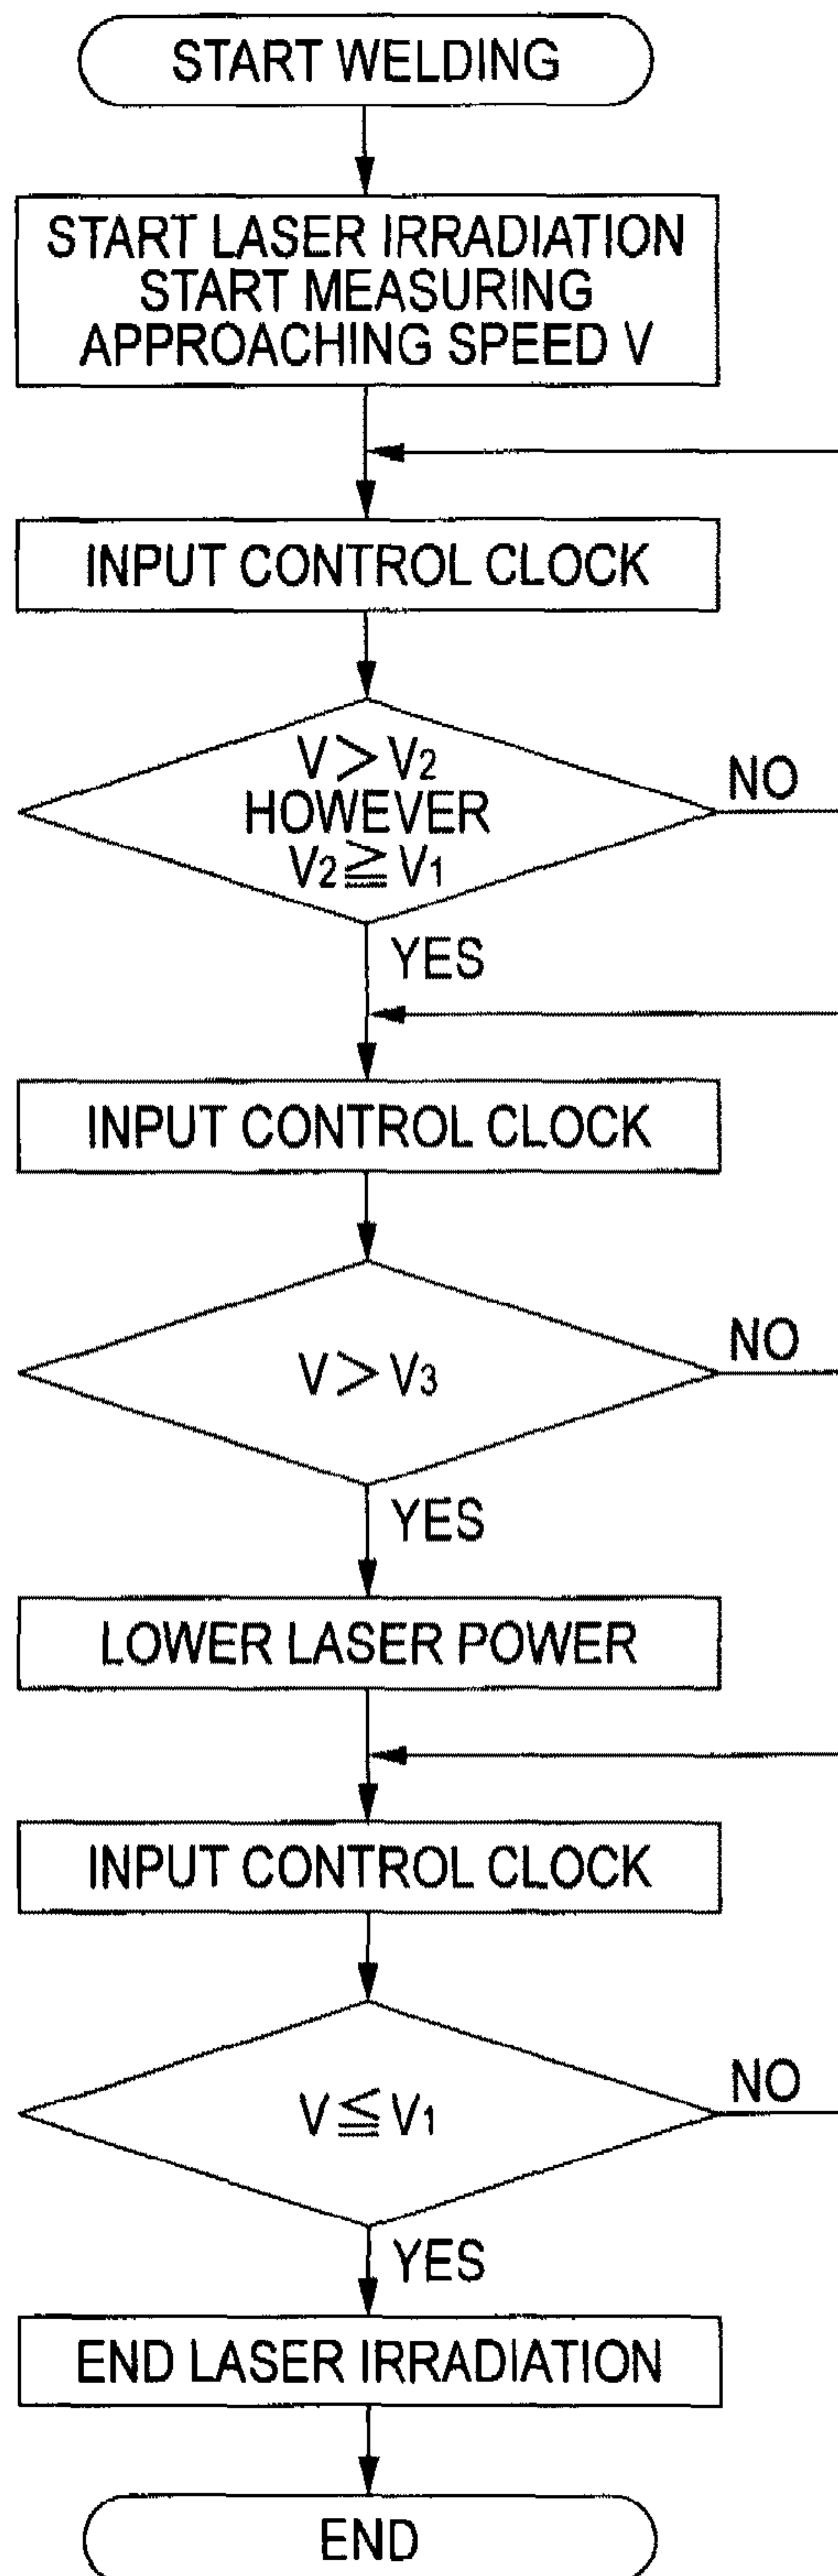 START WELDING
START LASER IRRADIATION
START MEASURING
APPROACHING SPEED V
INPUT CONTROL CLOCK
V>V2
HOWEVER
V2≧V1
NO
YES
INPUT CONTROL CLOCK
V>V3
NO
YES
LOWER LASER POWER
INPUT CONTROL CLOCK
V≦V1
NO
YES
END LASER IRRADIATION
END